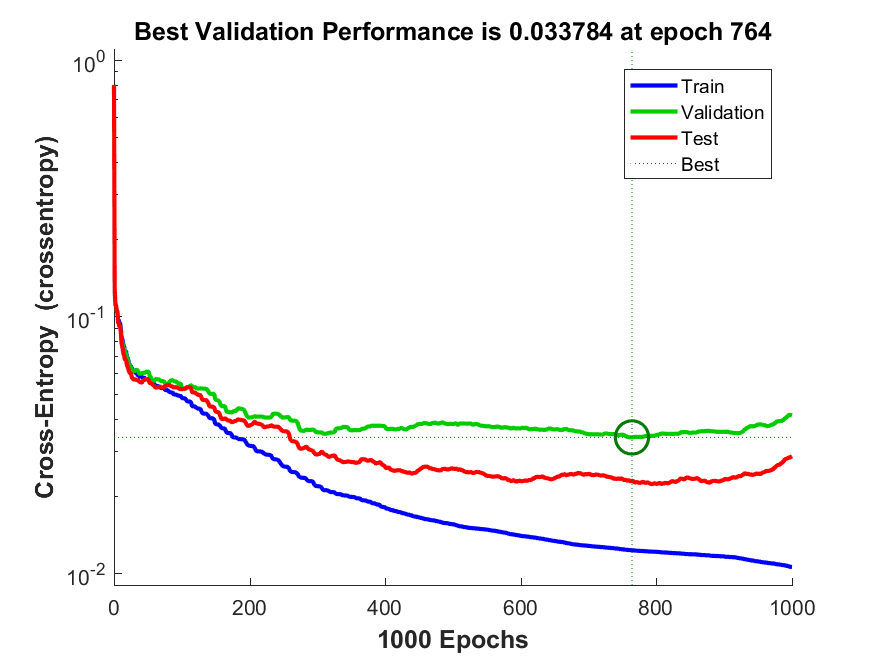 Best Validation Performance is 0.033784 at epoch 764
Train
Validation
Test
Best
Cross-Entropy (crossentropy)
10^0
10^-1
10^-2
0
200
400
600
800
1000
1000 Epochs